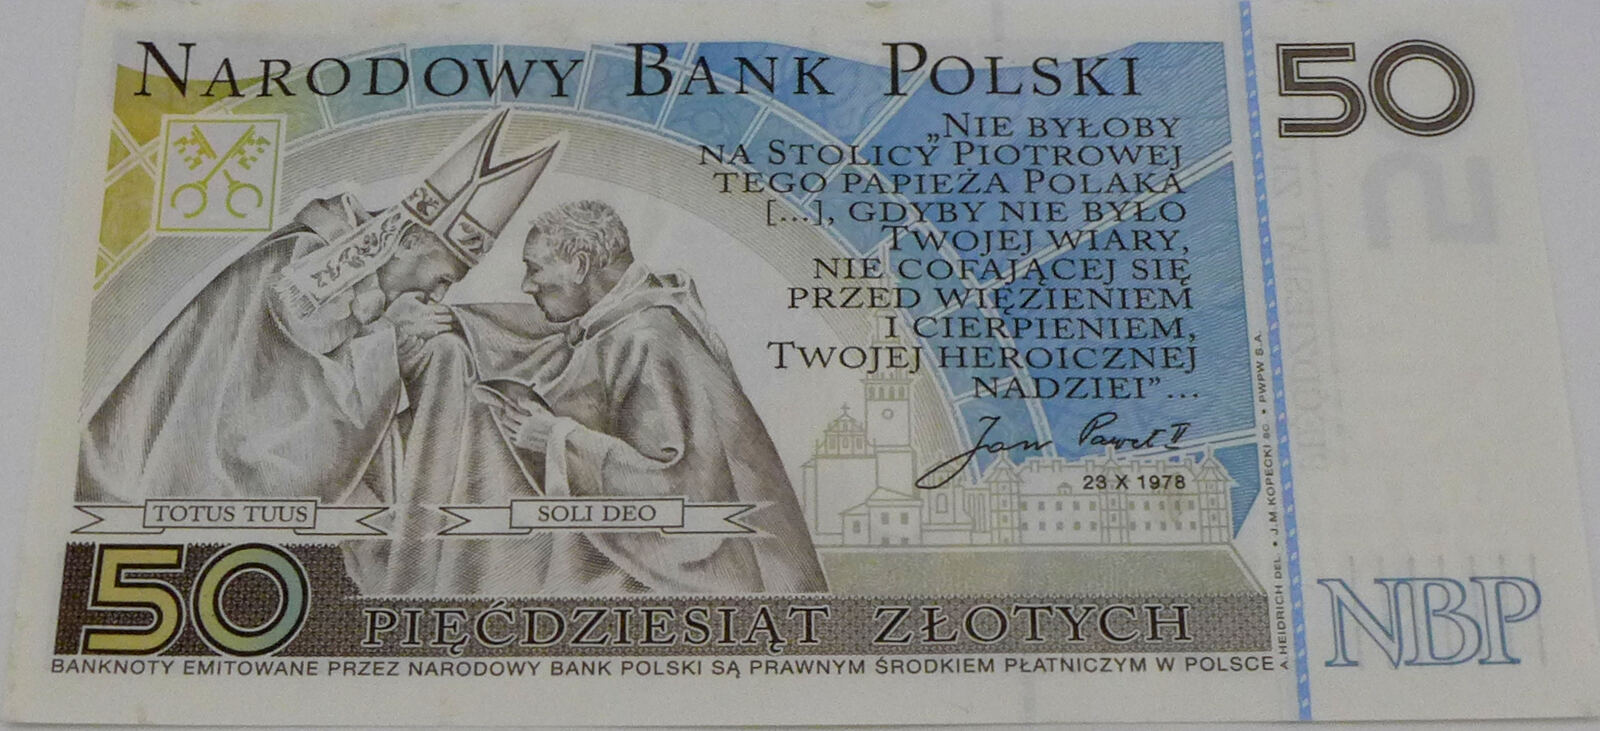 NARODOWY BANK POLSKI
50
„NIE BYŁOBY
NA STOLICY PIOTROWEJ
TEGO PAPIEŻA POLAKA
[...], GDYBY NIE BYŁO
TWOJEJ WIARY,
NIE COFAJĄCEJ SIĘ
PRZED WIĘZIENIEM
I CIERPIENIEM,
TWOJEJ HEROICZNEJ
NADZIEI”...
Jan Paweł II
23 X 1978
TOTUS TUUS
SOLI DEO
50
PIĘĆDZIESIĄT ZŁOTYCH
BANKNOTY EMITOWANE PRZEZ NARODOWY BANK POLSKI SĄ PRAWNYM ŚRODKIEM PŁATNICZYM W POLSCE
A.HEIDRICH DEL. • J.M.KOPECKI SC. • PWPW S.A.
NBP